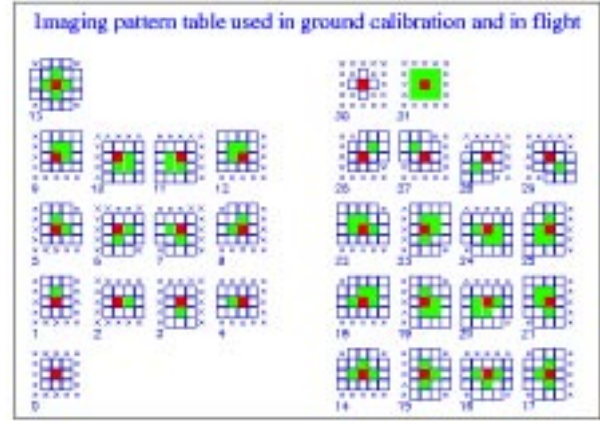 Imaging pattern table used in ground calibration and in flight
13 30 31
9 10 11 12 26 27 28 29
5 6 7 8 22 23 24 25
1 2 3 4 18 19 20 21
0 14 15 16 17